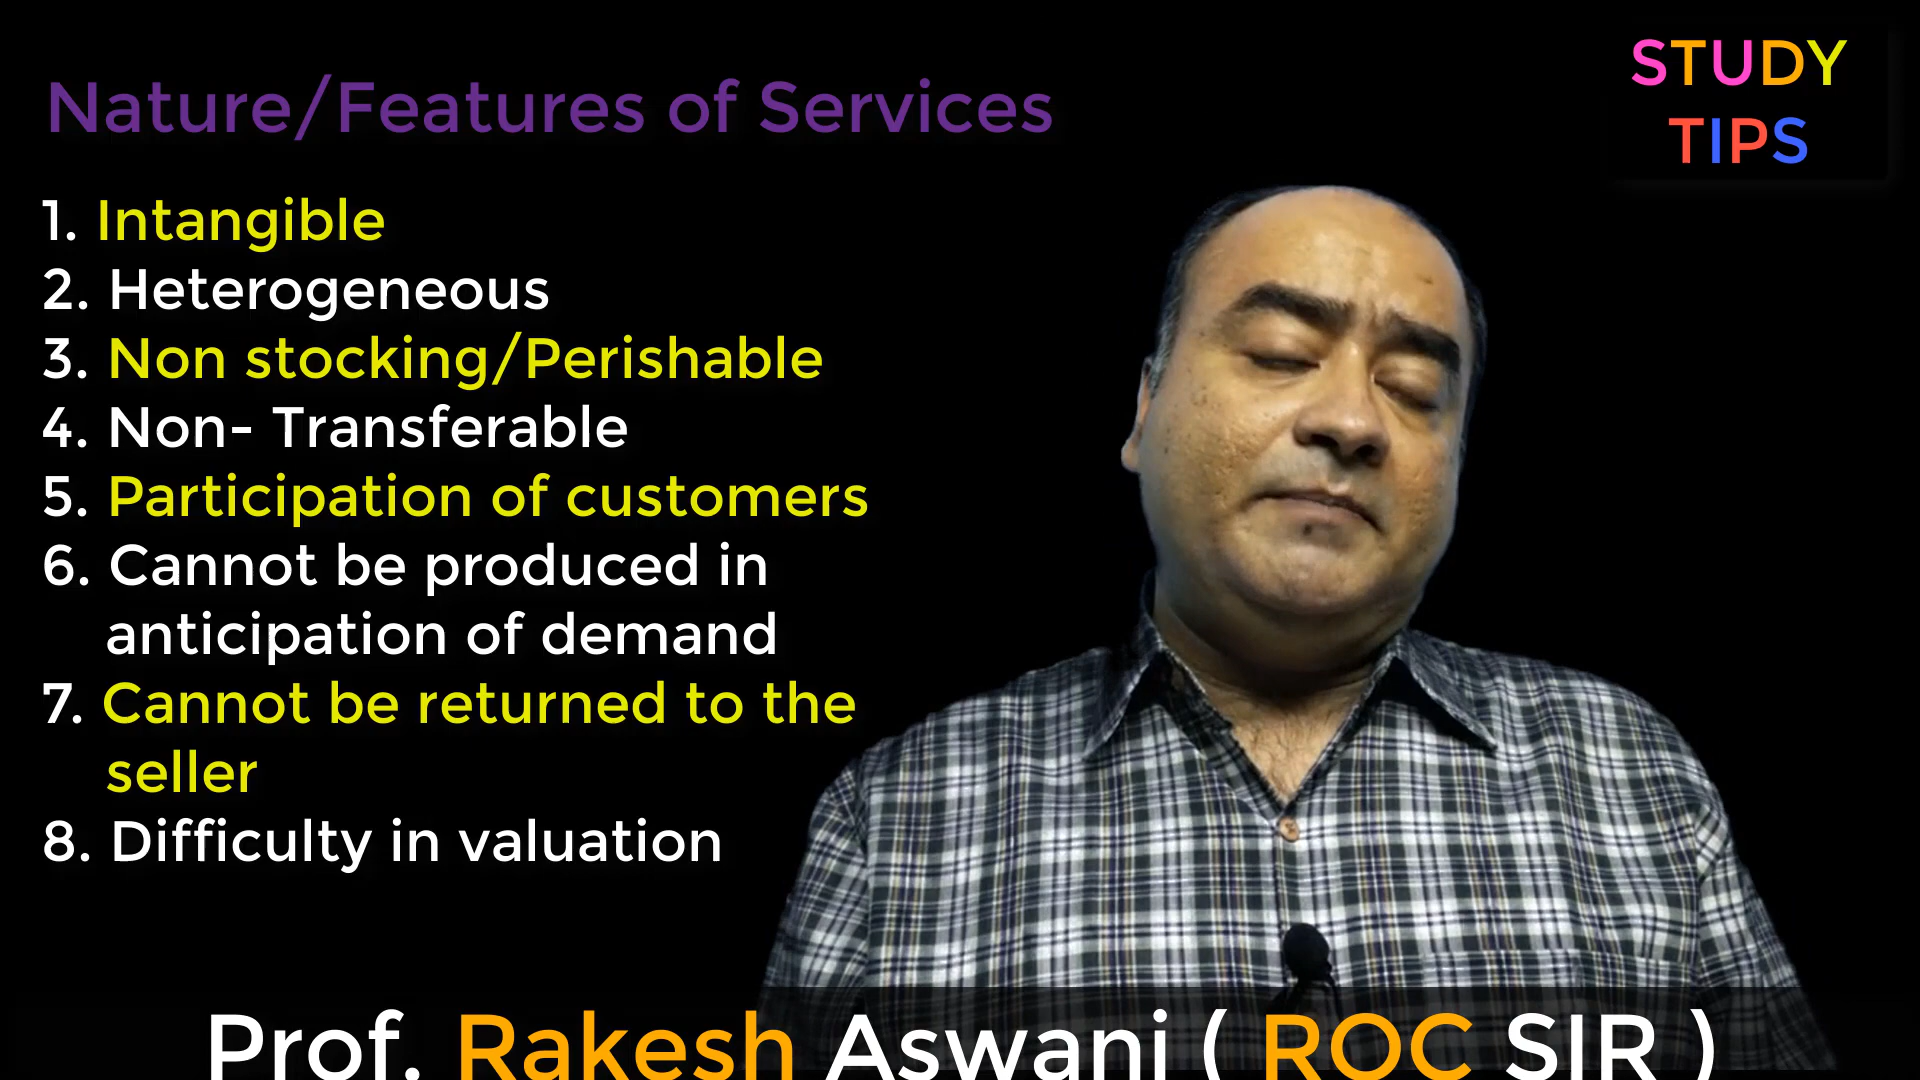 Nature/Features of Services
STUDY
TIPS
1. Intangible
2. Heterogeneous
3. Non stocking/Perishable
4. Non- Transferable
5. Participation of customers
6. Cannot be produced in
anticipation of demand
7. Cannot be returned to the
seller
8. Difficulty in valuation
Prof. Rakesh Aswani ( ROC SIR )